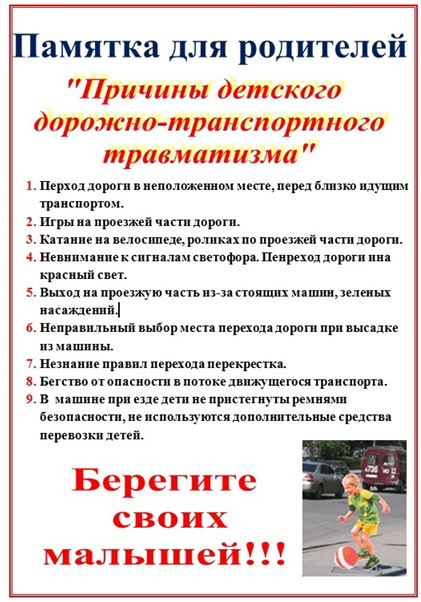 Памятка для родителей
"Причины детского
дорожно-транспортного
травматизма"
1. Перход дороги в неположенном месте, перед близко идущим
транспортом.
2. Игры на проезжей части дороги.
3. Катание на велосипеде, роликах по проезжей части дороги.
4. Невнимание к сигналам светофора. Пенреход дороги ина
красный свет.
5. Выход на проезжую часть из-за стоящих машин, зеленых
насаждений.
6. Неправильный выбор места перехода дороги при высадке
из машины.
7. Незнание правил перехода перекрестка.
8. Бегство от опасности в потоке движущегося транспорта.
9. В машине при езде дети не пристегнуты ремнями
безопасности, не используются дополнительные средства
перевозки детей.
Берегите
своих
малышей!!!